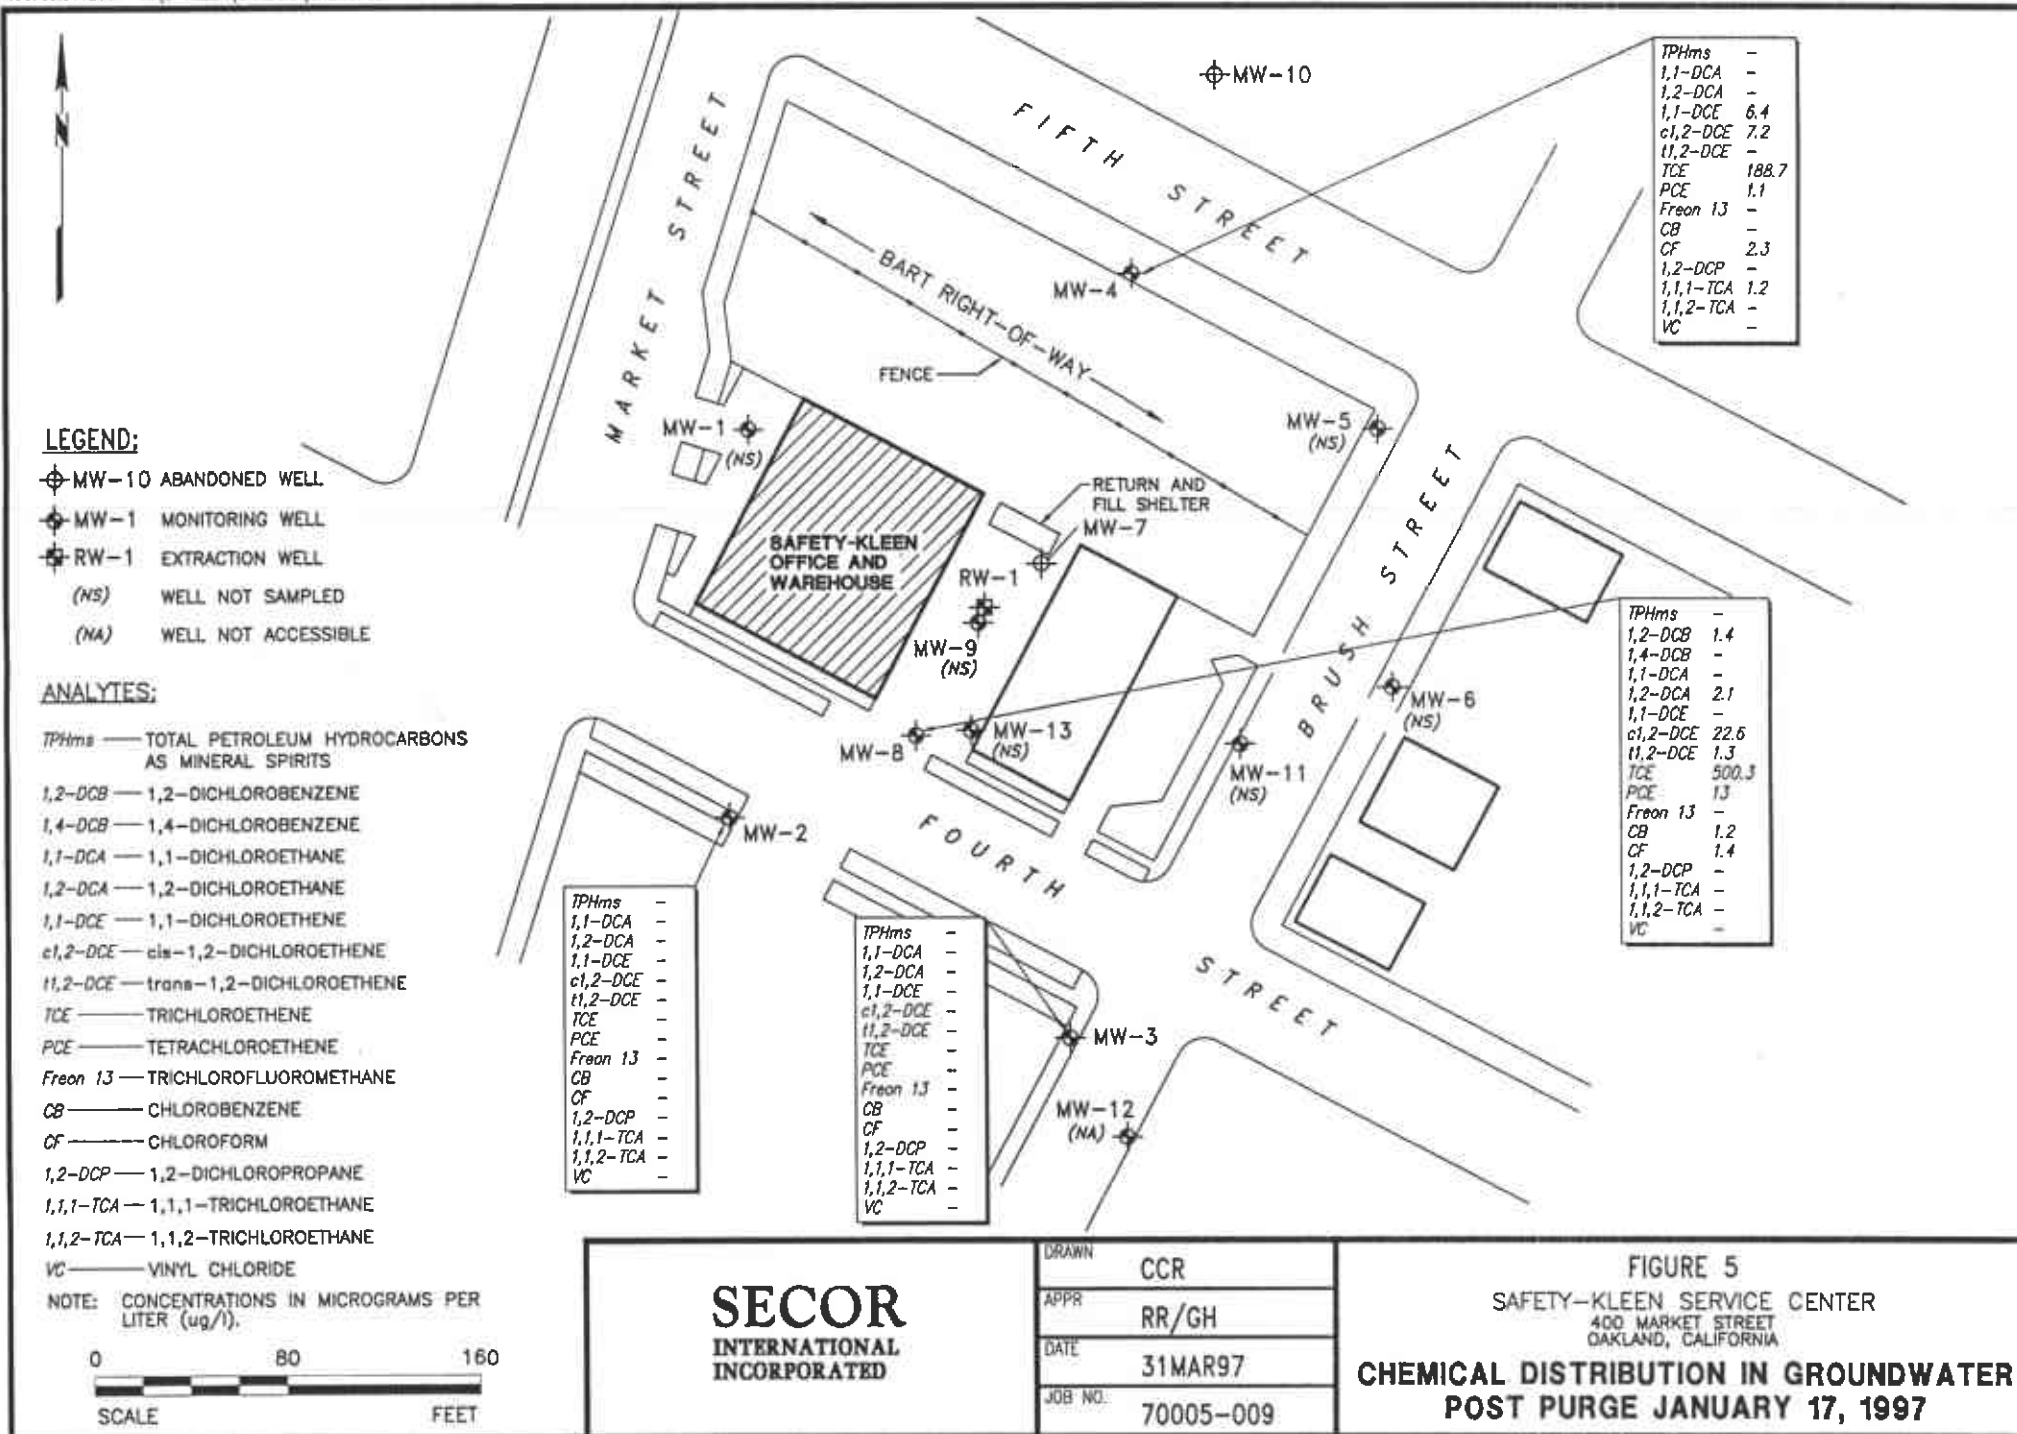 N
MW-10
FIFTH STREET
MARKET STREET
BART RIGHT-OF-WAY
FENCE
MW-4
MW-5
(NS)
MW-1
(NS)
RETURN AND
FILL SHELTER
MW-7
SAFETY-KLEEN
OFFICE AND
WAREHOUSE
RW-1
MW-9
(NS)
BRUSH STREET
MW-6
(NS)
MW-8
MW-13
(NS)
MW-11
(NS)
MW-2
FOURTH STREET
MW-3
MW-12
(NA)
TPHms -
1,1-DCA -
1,2-DCA -
1,1-DCE 6.4
c1,2-DCE 7.2
t1,2-DCE -
TCE 188.7
PCE 1.1
Freon 13 -
CB -
CF 2.3
1,2-DCP -
1,1,1-TCA 1.2
1,1,2-TCA -
VC -
TPHms -
1,2-DCB 1.4
1,4-DCB -
1,1-DCA -
1,2-DCA 2.1
1,1-DCE -
c1,2-DCE 22.6
t1,2-DCE 1.3
TCE 500.3
PCE 13
Freon 13 -
CB 1.2
CF 1.4
1,2-DCP -
1,1,1-TCA -
1,1,2-TCA -
VC -
TPHms -
1,1-DCA -
1,2-DCA -
1,1-DCE -
c1,2-DCE -
t1,2-DCE -
TCE -
PCE -
Freon 13 -
CB -
CF -
1,2-DCP -
1,1,1-TCA -
1,1,2-TCA -
VC -
TPHms -
1,1-DCA -
1,2-DCA -
1,1-DCE -
c1,2-DCE -
t1,2-DCE -
TCE -
PCE -
Freon 13 -
CB -
CF -
1,2-DCP -
1,1,1-TCA -
1,1,2-TCA -
VC -
LEGEND:
MW-10 ABANDONED WELL
MW-1 MONITORING WELL
RW-1 EXTRACTION WELL
(NS) WELL NOT SAMPLED
(NA) WELL NOT ACCESSIBLE
ANALYTES:
TPHms — TOTAL PETROLEUM HYDROCARBONS
AS MINERAL SPIRITS
1,2-DCB — 1,2-DICHLOROBENZENE
1,4-DCB — 1,4-DICHLOROBENZENE
1,1-DCA — 1,1-DICHLOROETHANE
1,2-DCA — 1,2-DICHLOROETHANE
1,1-DCE — 1,1-DICHLOROETHENE
c1,2-DCE — cis-1,2-DICHLOROETHENE
t1,2-DCE — trans-1,2-DICHLOROETHENE
TCE — TRICHLOROETHENE
PCE — TETRACHLOROETHENE
Freon 13 — TRICHLOROFLUOROMETHANE
CB — CHLOROBENZENE
CF — CHLOROFORM
1,2-DCP — 1,2-DICHLOROPROPANE
1,1,1-TCA — 1,1,1-TRICHLOROETHANE
1,1,2-TCA — 1,1,2-TRICHLOROETHANE
VC — VINYL CHLORIDE
NOTE: CONCENTRATIONS IN MICROGRAMS PER
LITER (ug/l).
0 80 160
SCALE FEET
SECOR
INTERNATIONAL
INCORPORATED
DRAWN CCR
APPR RR/GH
DATE 31MAR97
JOB NO. 70005-009
FIGURE 5
SAFETY-KLEEN SERVICE CENTER
400 MARKET STREET
OAKLAND, CALIFORNIA
CHEMICAL DISTRIBUTION IN GROUNDWATER
POST PURGE JANUARY 17, 1997